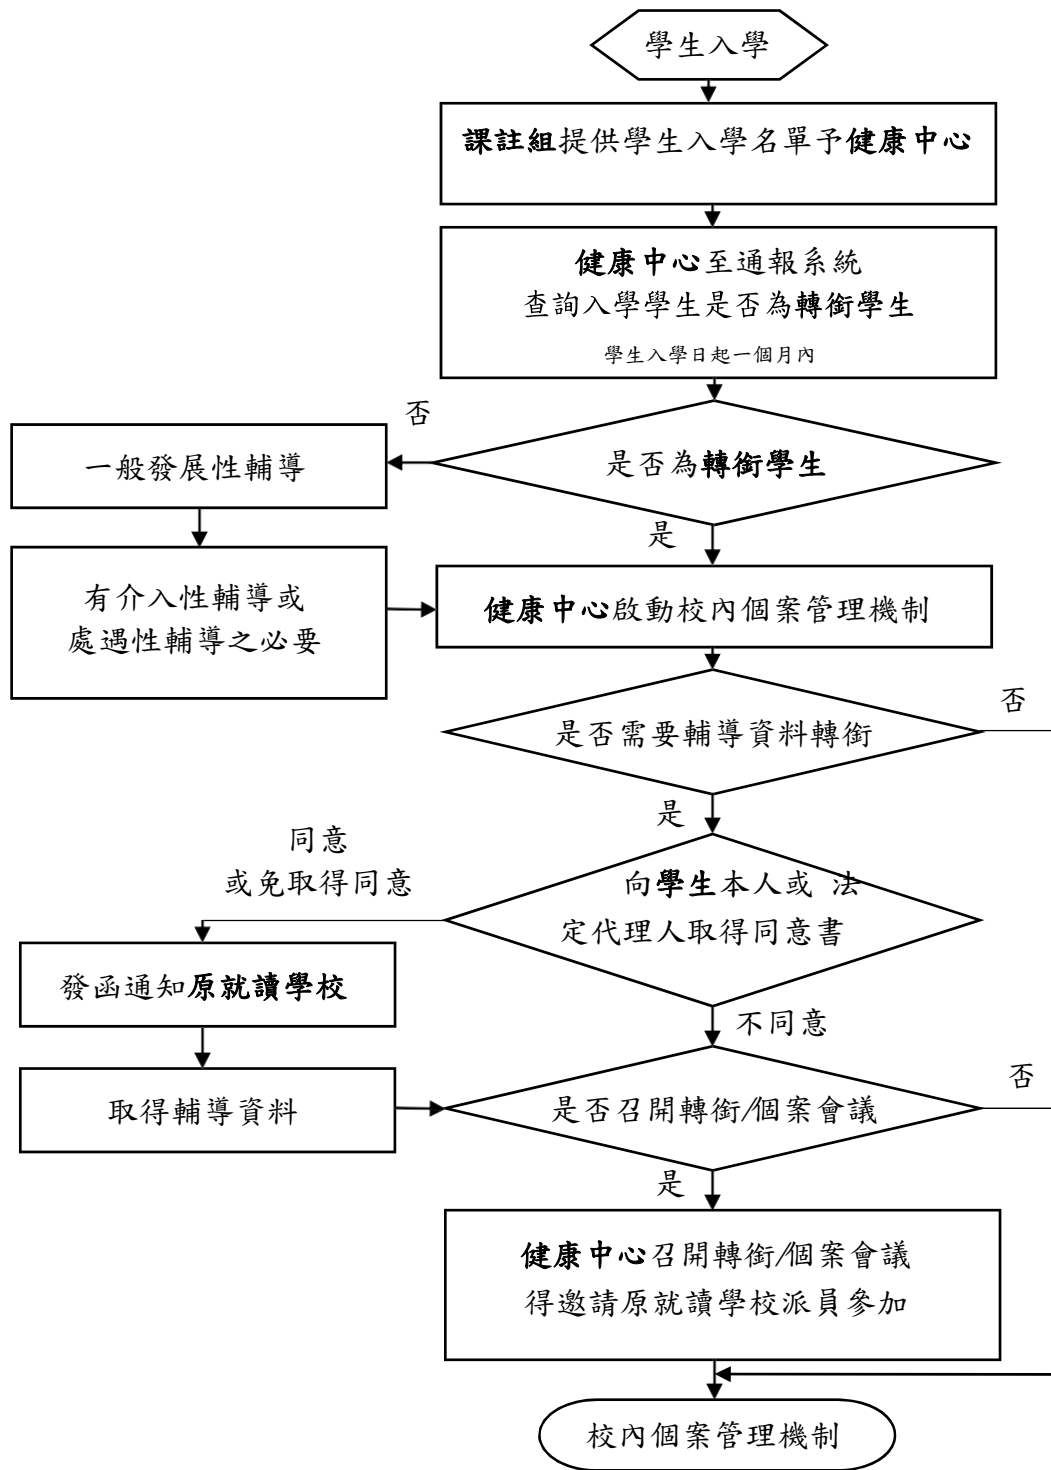 學生入學
課註組提供學生入學名單予健康中心
健康中心至通報系統
查詢入學學生是否為轉銜學生
學生入學日起一個月內
否
一般發展性輔導
是否為轉銜學生
是
有介入性輔導或
處遇性輔導之必要
健康中心啟動校內個案管理機制
否
是否需要輔導資料轉銜
是
同意
或免取得同意
向學生本人或 法
定代理人取得同意書
發函通知原就讀學校
不同意
否
取得輔導資料
是否召開轉銜/個案會議
是
健康中心召開轉銜/個案會議
得邀請原就讀學校派員參加
校內個案管理機制